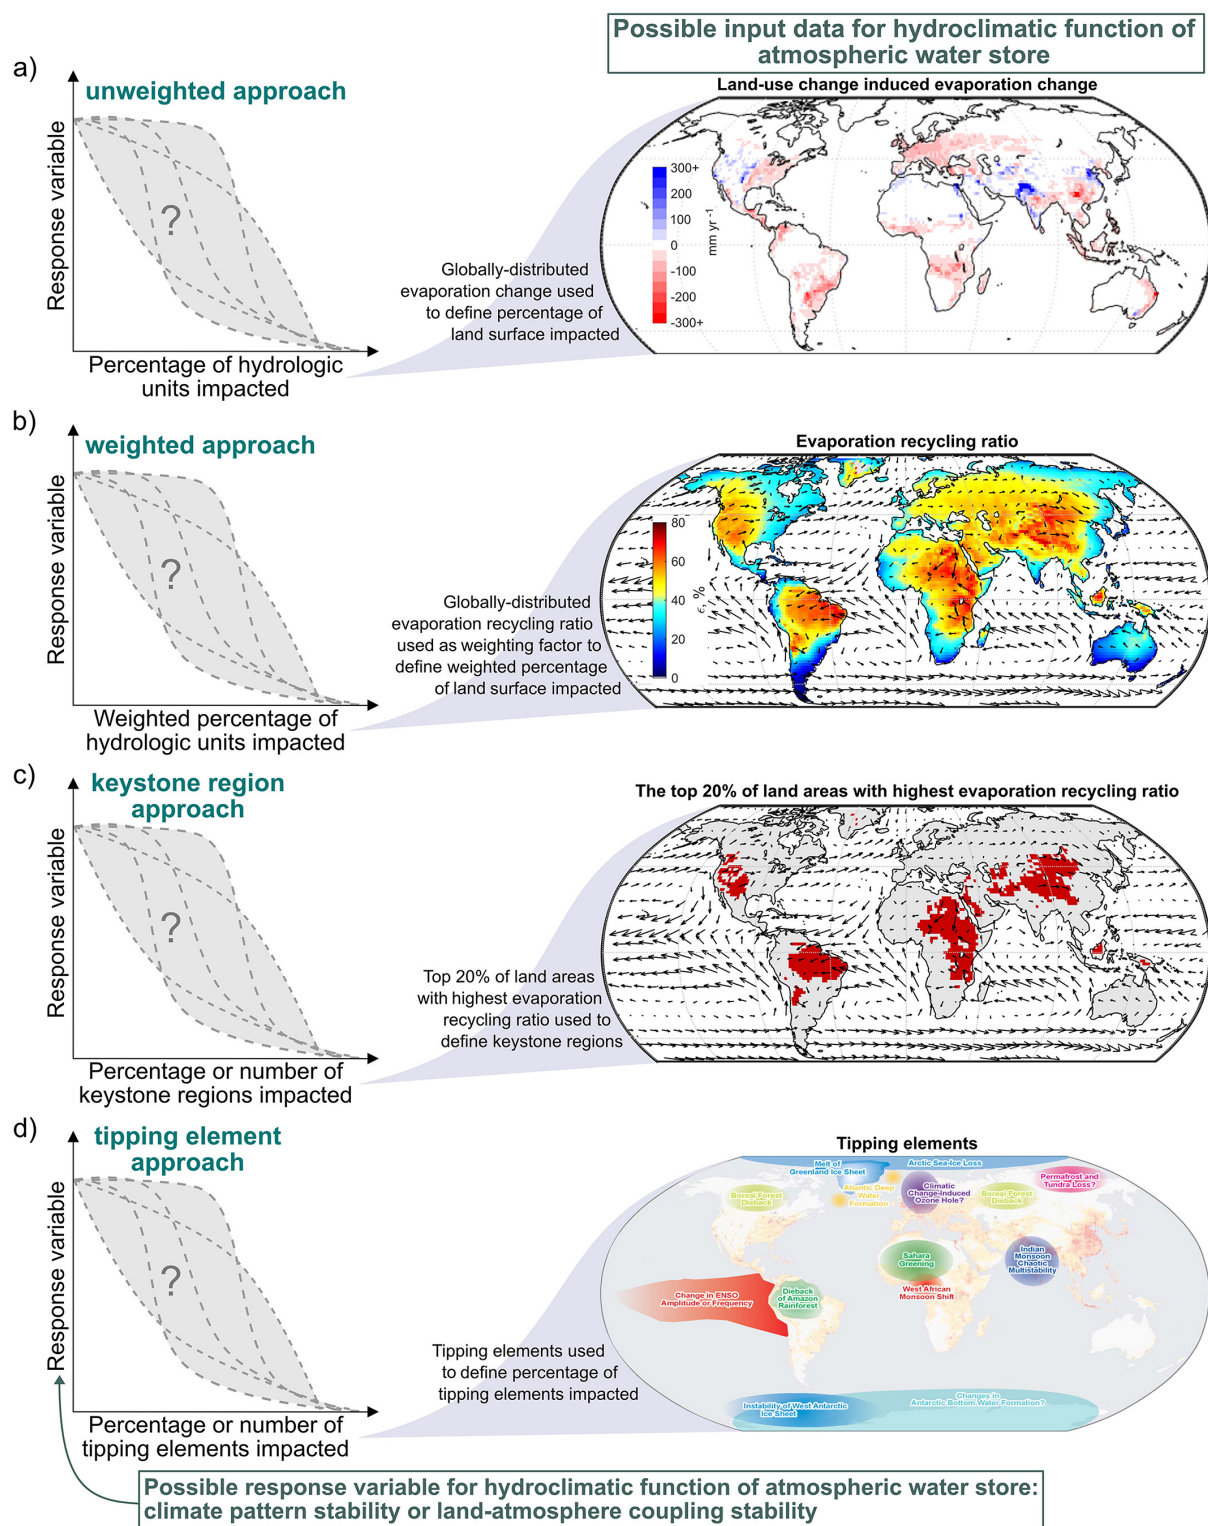 Possible input data for hydroclimatic function of
atmospheric water store
a)
unweighted approach
Response variable
?
Percentage of hydrologic
units impacted
Globally-distributed
evaporation change used
to define percentage of
land surface impacted
Land-use change induced evaporation change
300+
200
100
0
-100
-200
-300+
mm yr -1
b)
weighted approach
Response variable
?
Weighted percentage of
hydrologic units impacted
Globally-distributed
evaporation recycling ratio
used as weighting factor to
define weighted percentage
of land surface impacted
Evaporation recycling ratio
80
60
40
20
0
ϵ, %
c)
keystone region
approach
Response variable
?
Percentage or number of
keystone regions impacted
Top 20% of land areas
with highest evaporation
recycling ratio used to
define keystone regions
The top 20% of land areas with highest evaporation recycling ratio
d)
tipping element
approach
Response variable
?
Percentage or number of
tipping elements impacted
Tipping elements used
to define percentage of
tipping elements impacted
Tipping elements
Melt of
Greenland Ice Sheet
Arctic Sea-Ice Loss
Boreal Forest
Dieback
Atlantic Deep
Water
Formation
Climatic
Change-Induced
Ozone Hole?
Boreal Forest
Dieback
Permafrost and
Tundra Loss?
Sahara
Greening
Indian
Monsoon
Chaotic
Multistability
Change in ENSO
Amplitude or Frequency
Dieback
of Amazon
Rainforest
West African
Monsoon Shift
Instability of West Antarctic
Ice Sheet
Changes in
Antarctic Bottom Water Formation?
Possible response variable for hydroclimatic function of atmospheric water store:
climate pattern stability or land-atmosphere coupling stability